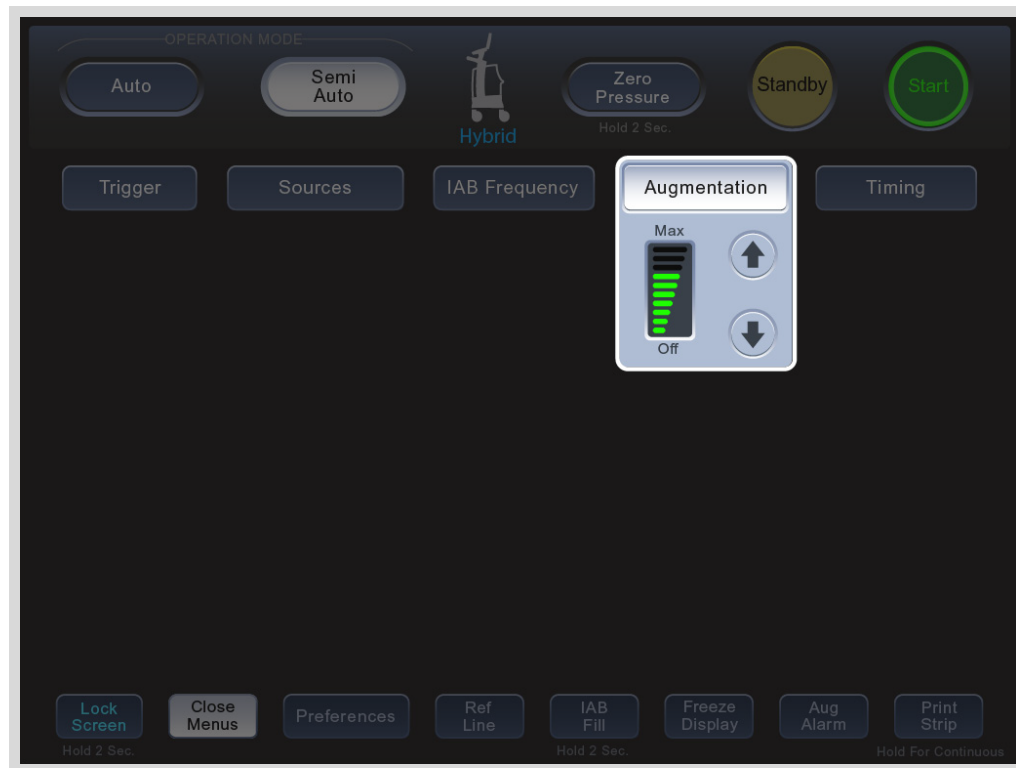 OPERATION MODE
Auto
Semi
Auto
Hybrid
Zero
Pressure
Hold 2 Sec.
Standby
Start
Trigger
Sources
IAB Frequency
Augmentation
Timing
Max
Off
Lock
Screen
Hold 2 Sec.
Close
Menus
Preferences
Ref
Line
IAB
Fill
Hold 2 Sec.
Freeze
Display
Aug
Alarm
Print
Strip
Hold For Continuous